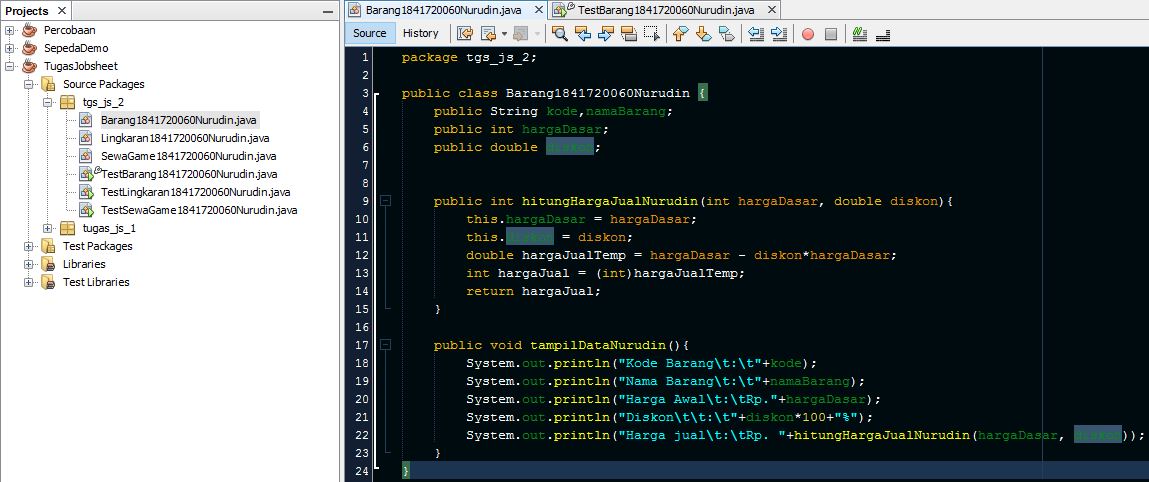 Projects
Percobaan
SepedaDemo
TugasJobsheet
Source Packages
tgs_js_2
Barang1841720060Nurudin.java
Lingkaran1841720060Nurudin.java
SewaGame1841720060Nurudin.java
TestBarang1841720060Nurudin.java
TestLingkaran1841720060Nurudin.java
TestSewaGame1841720060Nurudin.java
tugas_js_1
Test Packages
Libraries
Test Libraries
Barang1841720060Nurudin.java TestBarang1841720060Nurudin.java
Source History
1 package tgs_js_2;
2
3 public class Barang1841720060Nurudin {
4 public String kode,namaBarang;
5 public int hargaDasar;
6 public double diskon;
7
8
9 public int hitungHargaJualNurudin(int hargaDasar, double diskon){
10 this.hargaDasar = hargaDasar;
11 this.diskon = diskon;
12 double hargaJualTemp = hargaDasar - diskon*hargaDasar;
13 int hargaJual = (int)hargaJualTemp;
14 return hargaJual;
15 }
16
17 public void tampilDataNurudin(){
18 System.out.println("Kode Barang\t:\t"+kode);
19 System.out.println("Nama Barang\t:\t"+namaBarang);
20 System.out.println("Harga Awal\t:\tRp."+hargaDasar);
21 System.out.println("Diskon\t\t:\t"+diskon*100+"%");
22 System.out.println("Harga jual\t:\tRp. "+hitungHargaJualNurudin(hargaDasar, diskon));
23 }
24 }